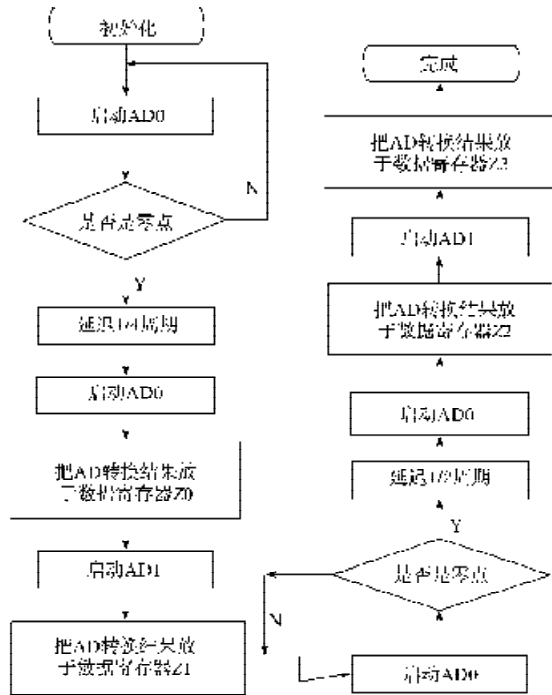 初始化
启动AD0
N
是否是零点
Y
延迟1/4周期
启动AD0
把AD转换结果放
于数据寄存器Z0
启动AD1
把AD转换结果放
于数据寄存器Z1
完成
把AD转换结果放
于数据寄存器Z3
启动AD1
把AD转换结果放
于数据寄存器Z2
启动AD0
延迟1/2周期
Y
是否是零点
N
启动AD0